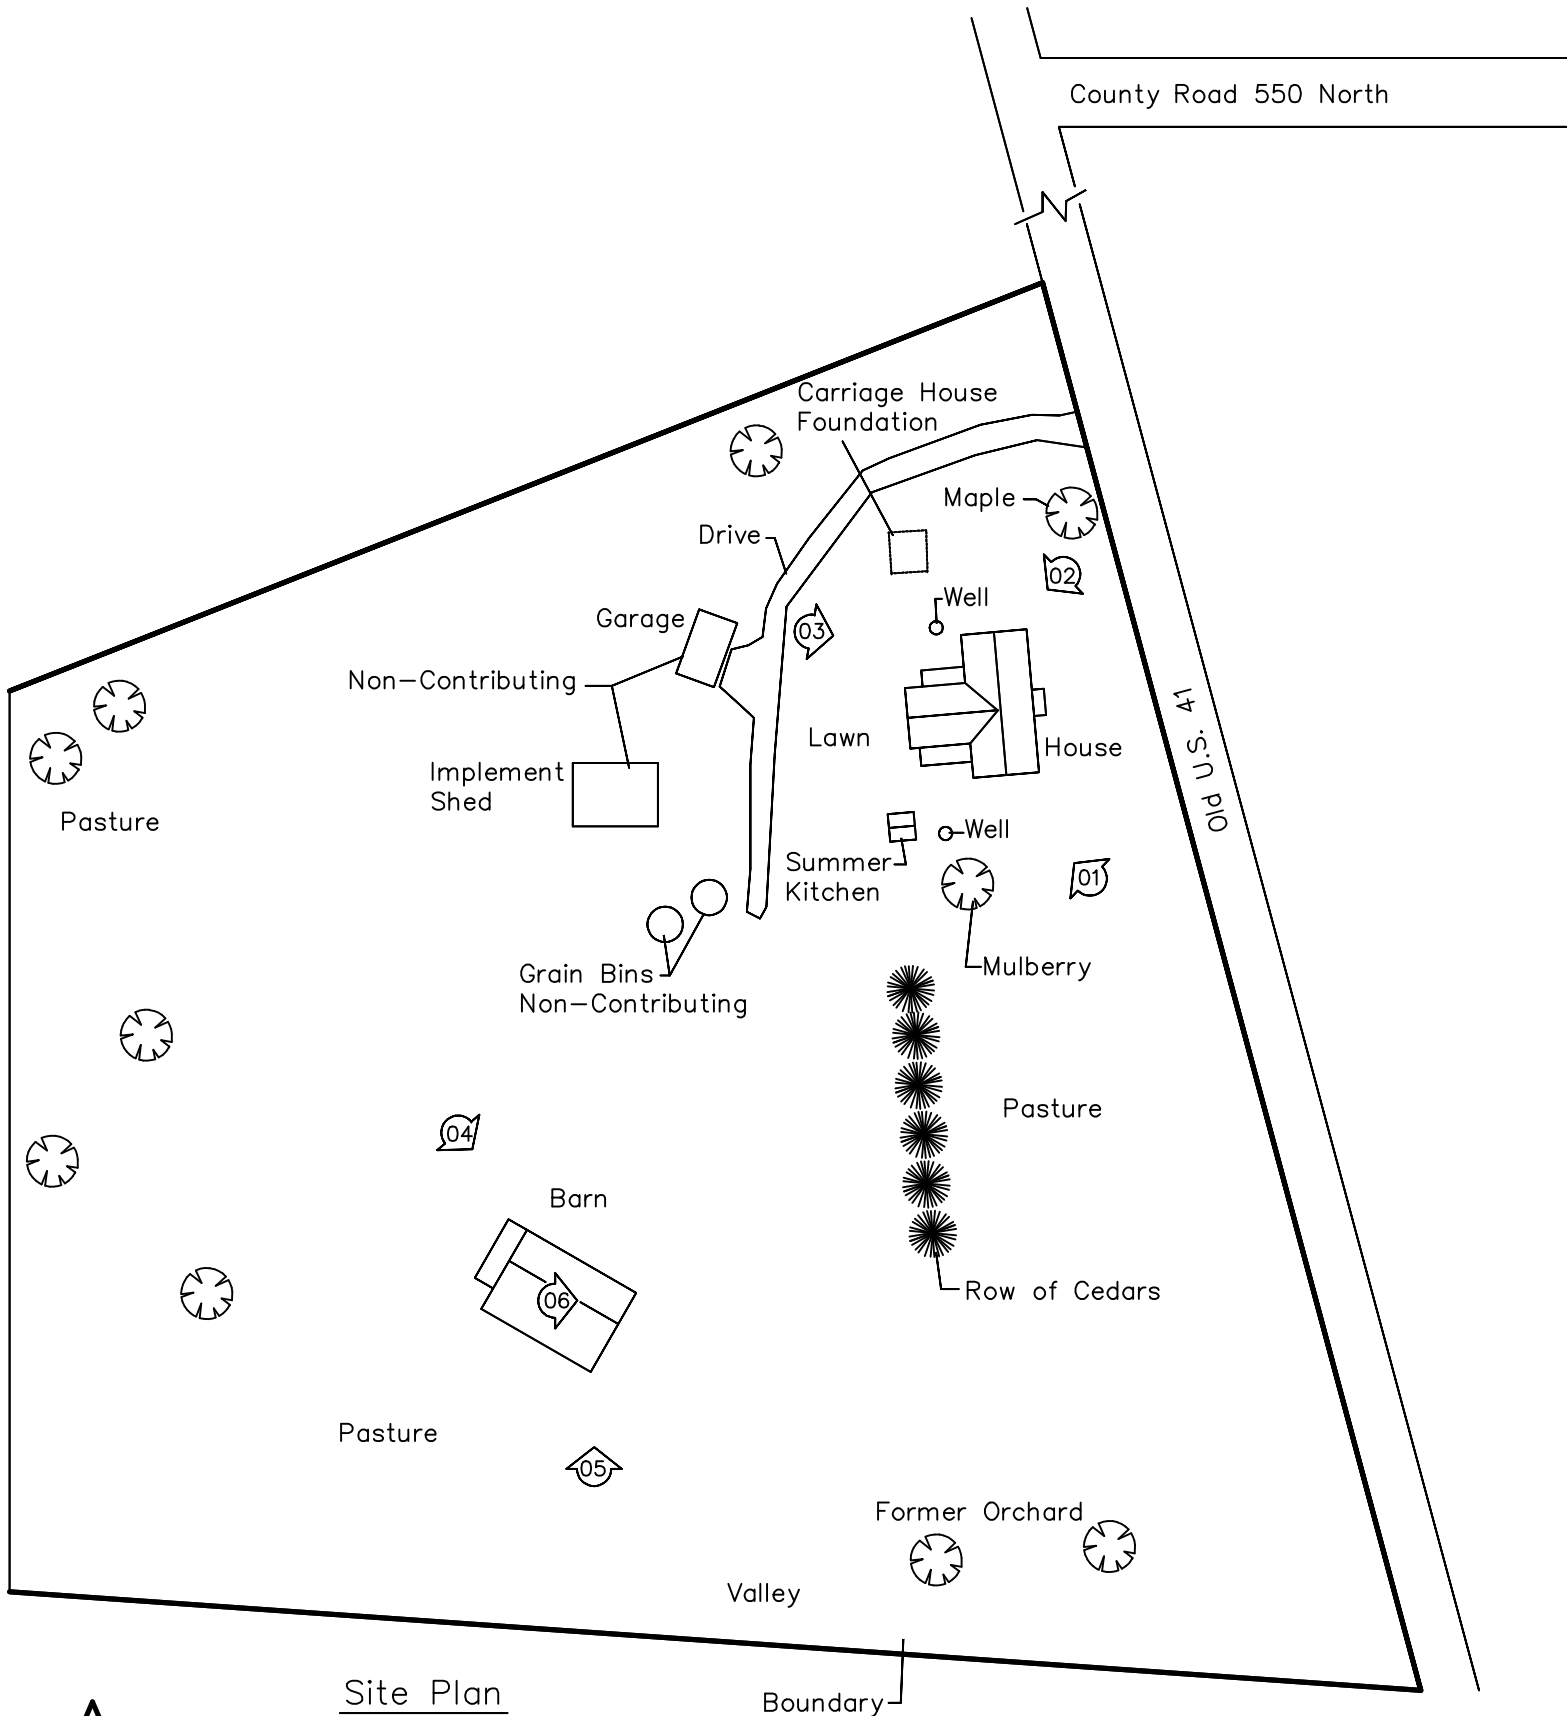 County Road 550 North
Carriage House
Foundation
Maple
Drive
02
Well
Garage
03
Non-Contributing
Old U.S. 41
Lawn
House
Implement
Shed
Pasture
Well
Summer
Kitchen
01
Mulberry
Grain Bins
Non-Contributing
Pasture
04
Barn
Row of Cedars
06
Pasture
05
Former Orchard
Valley
Site Plan
Boundary